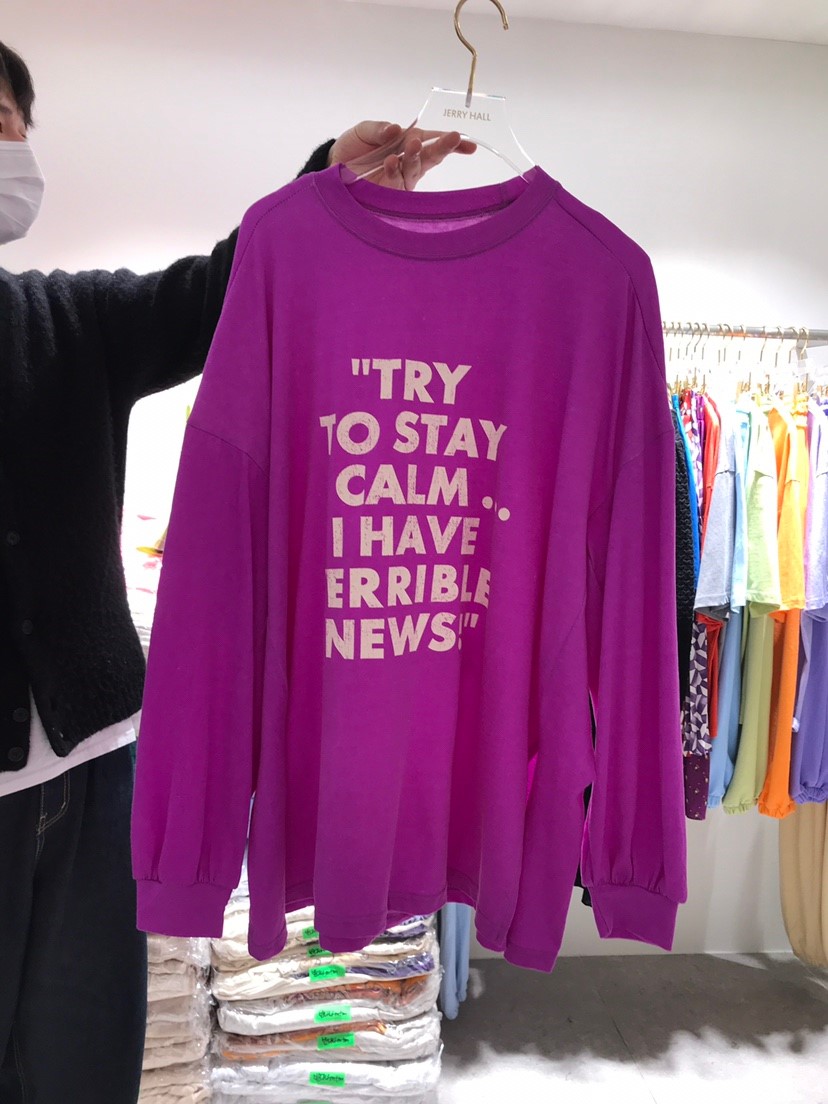 JERRY HALL
"TRY
TO STAY
CALM...
I HAVE
ERRIBLE
NEWS!"